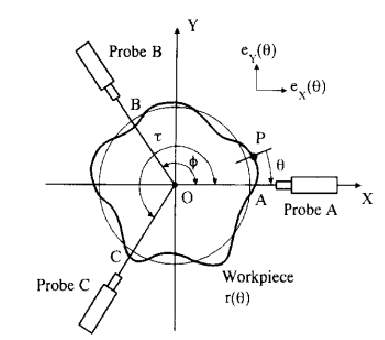 Y
Probe B
e_Y(θ)
e_X(θ)
B
P
τ
ϕ
θ
O
A
X
Probe A
C
Probe C
Workpiece
r(θ)